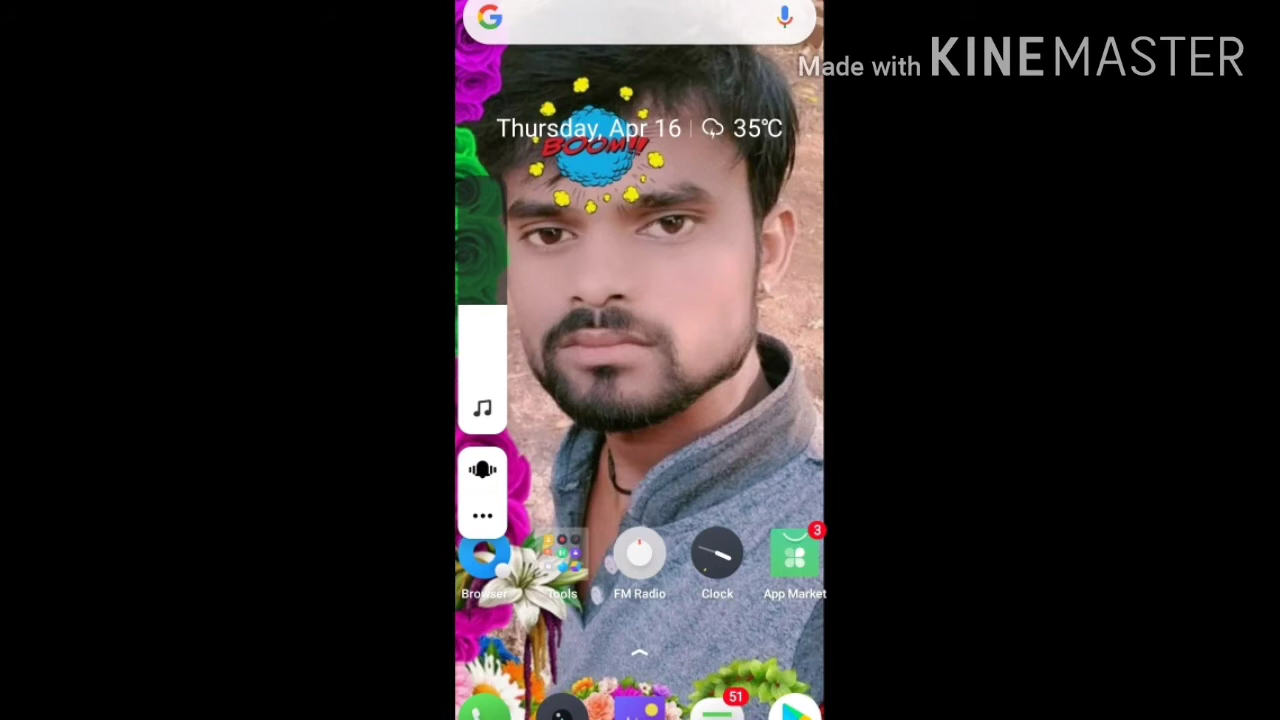 Made with KINEMASTER
Thursday, Apr 16 | 35℃
BOOM!!
Browser
Tools
FM Radio
Clock
App Market
3
51